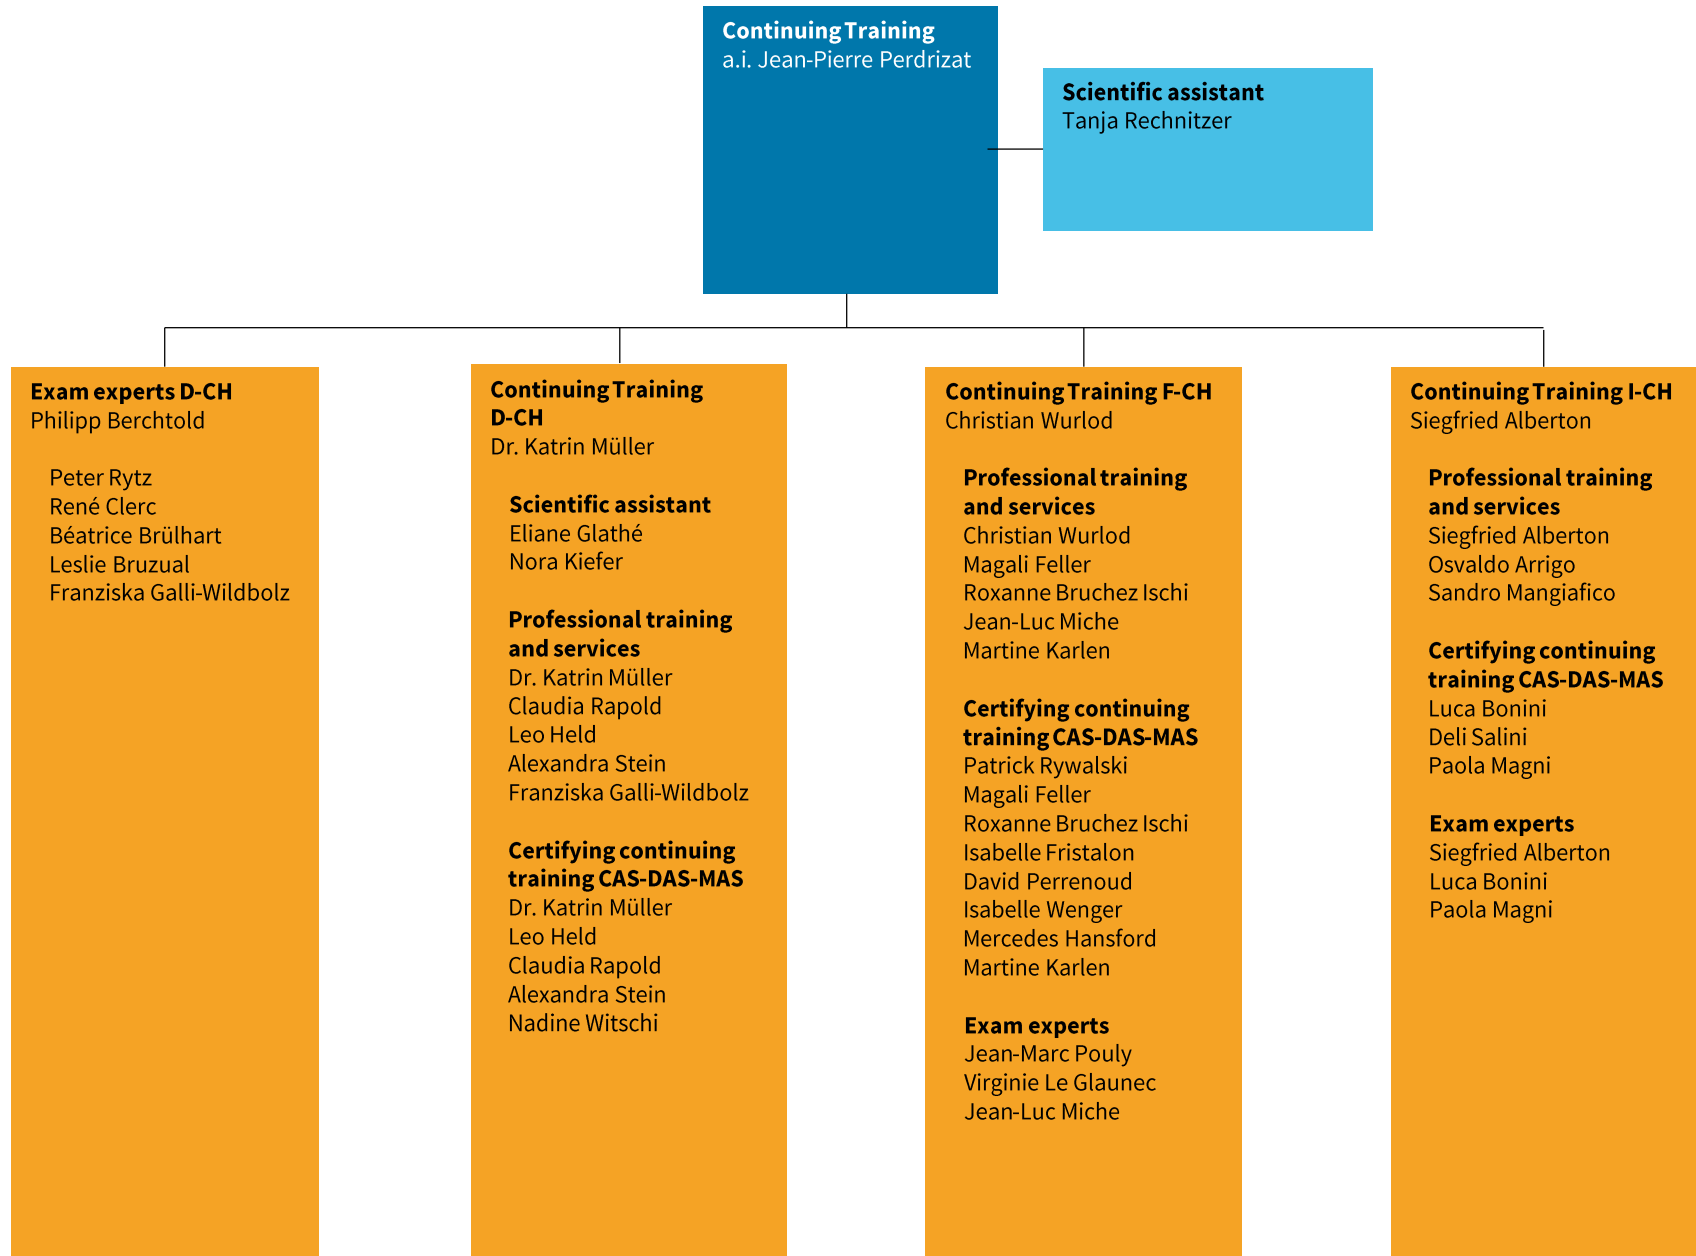 Continuing Training
a.i. Jean-Pierre Perdrizat
Scientific assistant
Tanja Rechnitzer
Exam experts D-CH
Philipp Berchtold
Peter Rytz
René Clerc
Béatrice Brülhart
Leslie Bruzual
Franziska Galli-Wildbolz
Continuing Training
D-CH
Dr. Katrin Müller
Scientific assistant
Eliane Glathé
Nora Kiefer
Professional training
and services
Dr. Katrin Müller
Claudia Rapold
Leo Held
Alexandra Stein
Franziska Galli-Wildbolz
Certifying continuing
training CAS-DAS-MAS
Dr. Katrin Müller
Leo Held
Claudia Rapold
Alexandra Stein
Nadine Witschi
Continuing Training F-CH
Christian Wurlod
Professional training
and services
Christian Wurlod
Magali Feller
Roxanne Bruchez Ischi
Jean-Luc Miche
Martine Karlen
Certifying continuing
training CAS-DAS-MAS
Patrick Rywalski
Magali Feller
Roxanne Bruchez Ischi
Isabelle Fristalon
David Perrenoud
Isabelle Wenger
Mercedes Hansford
Martine Karlen
Exam experts
Jean-Marc Pouly
Virginie Le Glaunec
Jean-Luc Miche
Continuing Training I-CH
Siegfried Alberton
Professional training
and services
Siegfried Alberton
Osvaldo Arrigo
Sandro Mangiafico
Certifying continuing
training CAS-DAS-MAS
Luca Bonini
Deli Salini
Paola Magni
Exam experts
Siegfried Alberton
Luca Bonini
Paola Magni